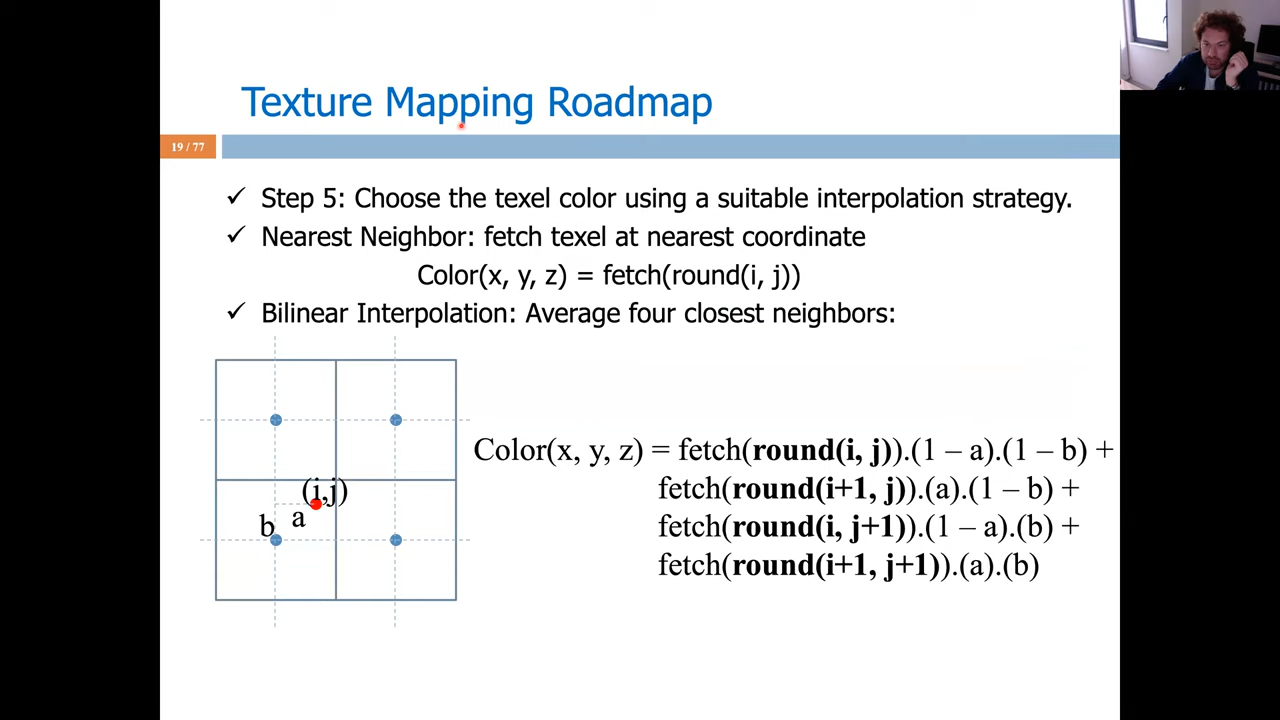 Texture Mapping Roadmap
19 / 77
✓ Step 5: Choose the texel color using a suitable interpolation strategy.
✓ Nearest Neighbor: fetch texel at nearest coordinate
Color(x, y, z) = fetch(round(i, j))
✓ Bilinear Interpolation: Average four closest neighbors:
(i,j)
b
a
Color(x, y, z) = fetch(round(i, j)).(1 – a).(1 – b) +
fetch(round(i+1, j)).(a).(1 – b) +
fetch(round(i, j+1)).(1 – a).(b) +
fetch(round(i+1, j+1)).(a).(b)